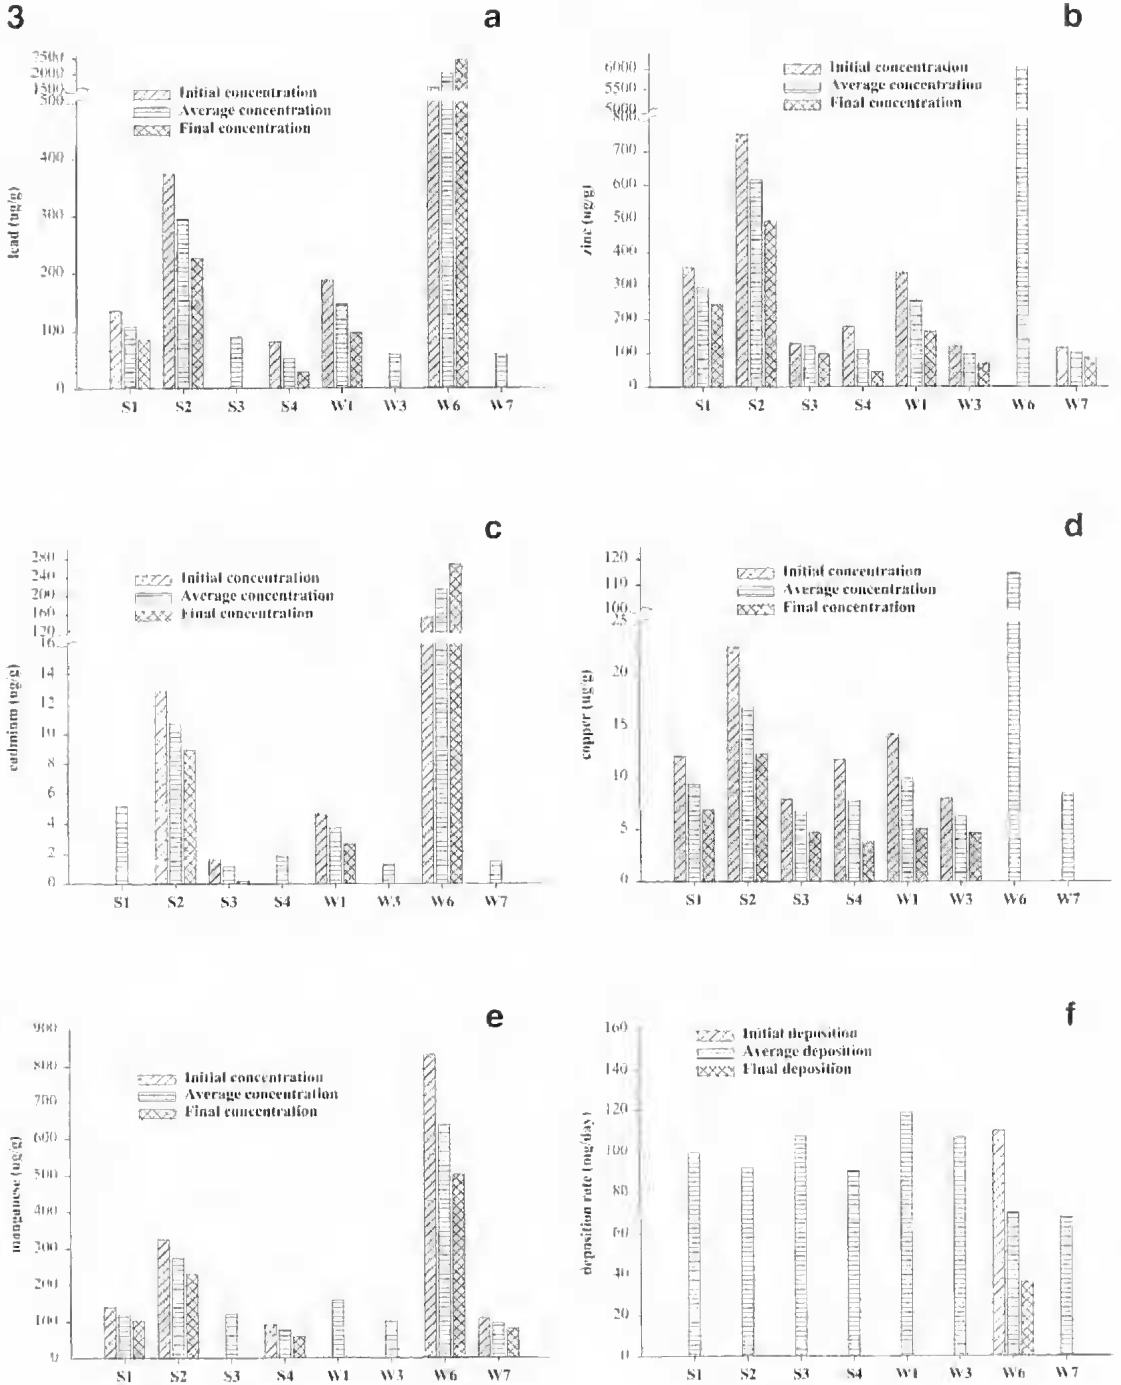 3
a
2500
2000
1500
500
400
300
200
100
0
lead (ug/g)
Initial concentration
Average concentration
Final concentration
S1 S2 S3 S4 W1 W3 W6 W7
b
6000
5500
5000
800
700
600
500
400
300
200
100
0
zinc (ug/g)
Initial concentration
Average concentration
Final concentration
S1 S2 S3 S4 W1 W3 W6 W7
c
280
240
200
160
120
16
14
12
10
8
6
4
2
0
cadmium (ug/g)
Initial concentration
Average concentration
Final concentration
S1 S2 S3 S4 W1 W3 W6 W7
d
120
110
100
25
20
15
10
5
0
copper (ug/g)
Initial concentration
Average concentration
Final concentration
S1 S2 S3 S4 W1 W3 W6 W7
e
900
800
700
600
500
400
300
200
100
0
manganese (ug/g)
Initial concentration
Average concentration
Final concentration
S1 S2 S3 S4 W1 W3 W6 W7
f
160
140
120
100
80
60
40
20
0
deposition rate (mg/day)
Initial deposition
Average deposition
Final deposition
S1 S2 S3 S4 W1 W3 W6 W7